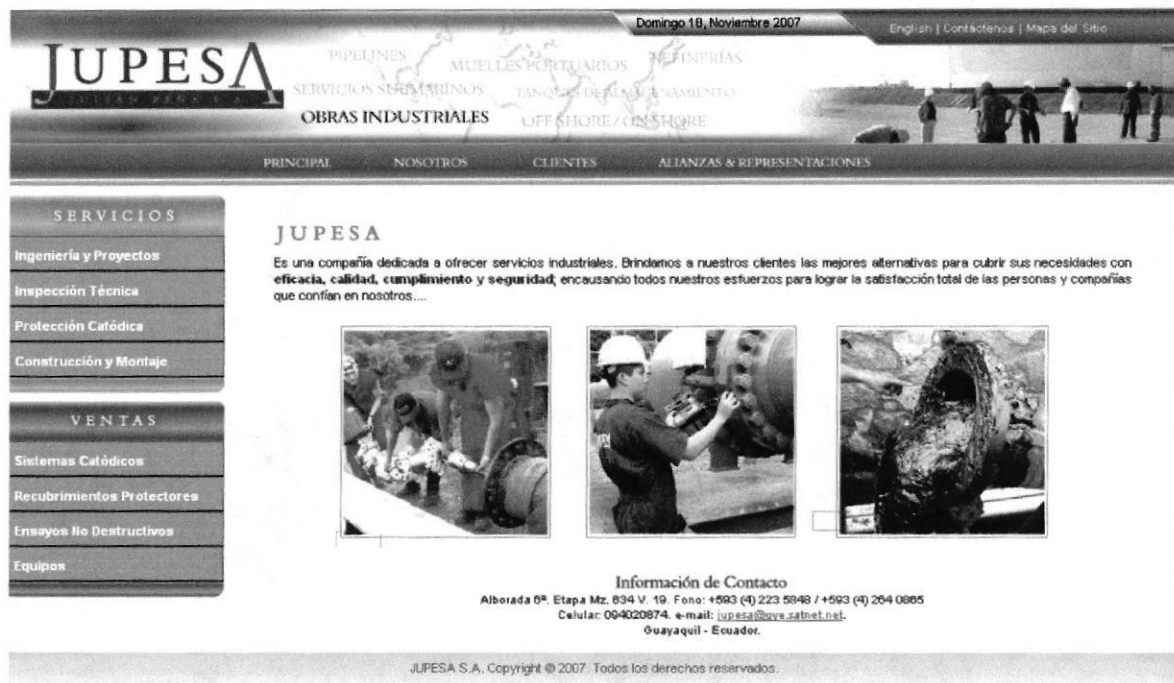 Domingo 18, Noviembre 2007
English | Contáctenos | Mapa del Sitio
JUPESA
JULIAN PEÑA S.A.
PIPELINES
MUELLES PORTUARIOS
REFINERÍAS
SERVICIOS SUBMARINOS
TANQUES DE ALMACENAMIENTO
OBRAS INDUSTRIALES
OFF SHORE / ON SHORE
PRINCIPAL NOSOTROS CLIENTES ALIANZAS & REPRESENTACIONES
SERVICIOS
Ingeniería y Proyectos
Inspección Técnica
Protección Catódica
Construcción y Montaje
VENTAS
Sistemas Catódicos
Recubrimientos Protectores
Ensayos No Destructivos
Equipos
JUPESA
Es una compañía dedicada a ofrecer servicios industriales. Brindamos a nuestros clientes las mejores alternativas para cubrir sus necesidades con
eficacia, calidad, cumplimiento y seguridad; encausando todos nuestros esfuerzos para lograr la satisfacción total de las personas y compañías
que confían en nosotros....
Información de Contacto
Alborada 6ª. Etapa Mz. 634 V. 19. Fono: +593 (4) 223 5848 / +593 (4) 264 0865
Celular: 094020874. e-mail: jupesa@gye.satnet.net.
Guayaquil - Ecuador.
JUPESA S.A. Copyright © 2007. Todos los derechos reservados.